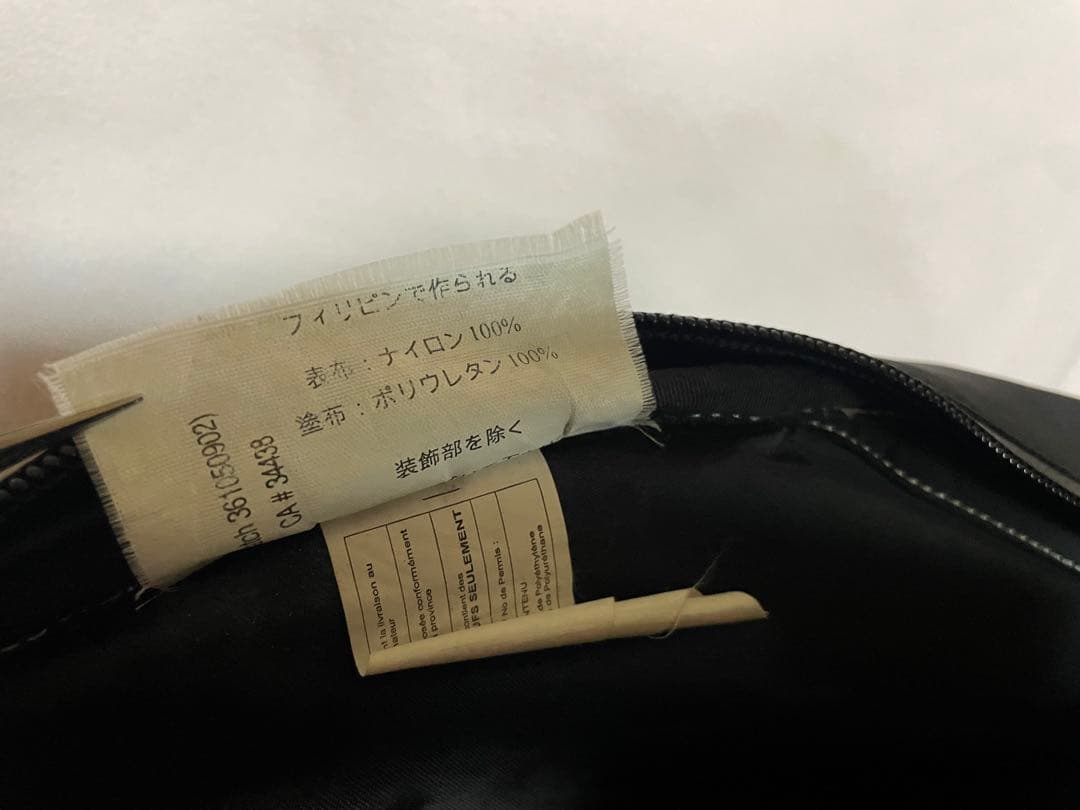 フィリピンで作られる
表布：ナイロン100%
塗布：ポリウレタン100%
装飾部を除く
361050902)
CA# 34438
la livraison au
conformément
province
contient des
SEULEMENT
No de Permis :
de Polyéthylène
de Polyuréthane